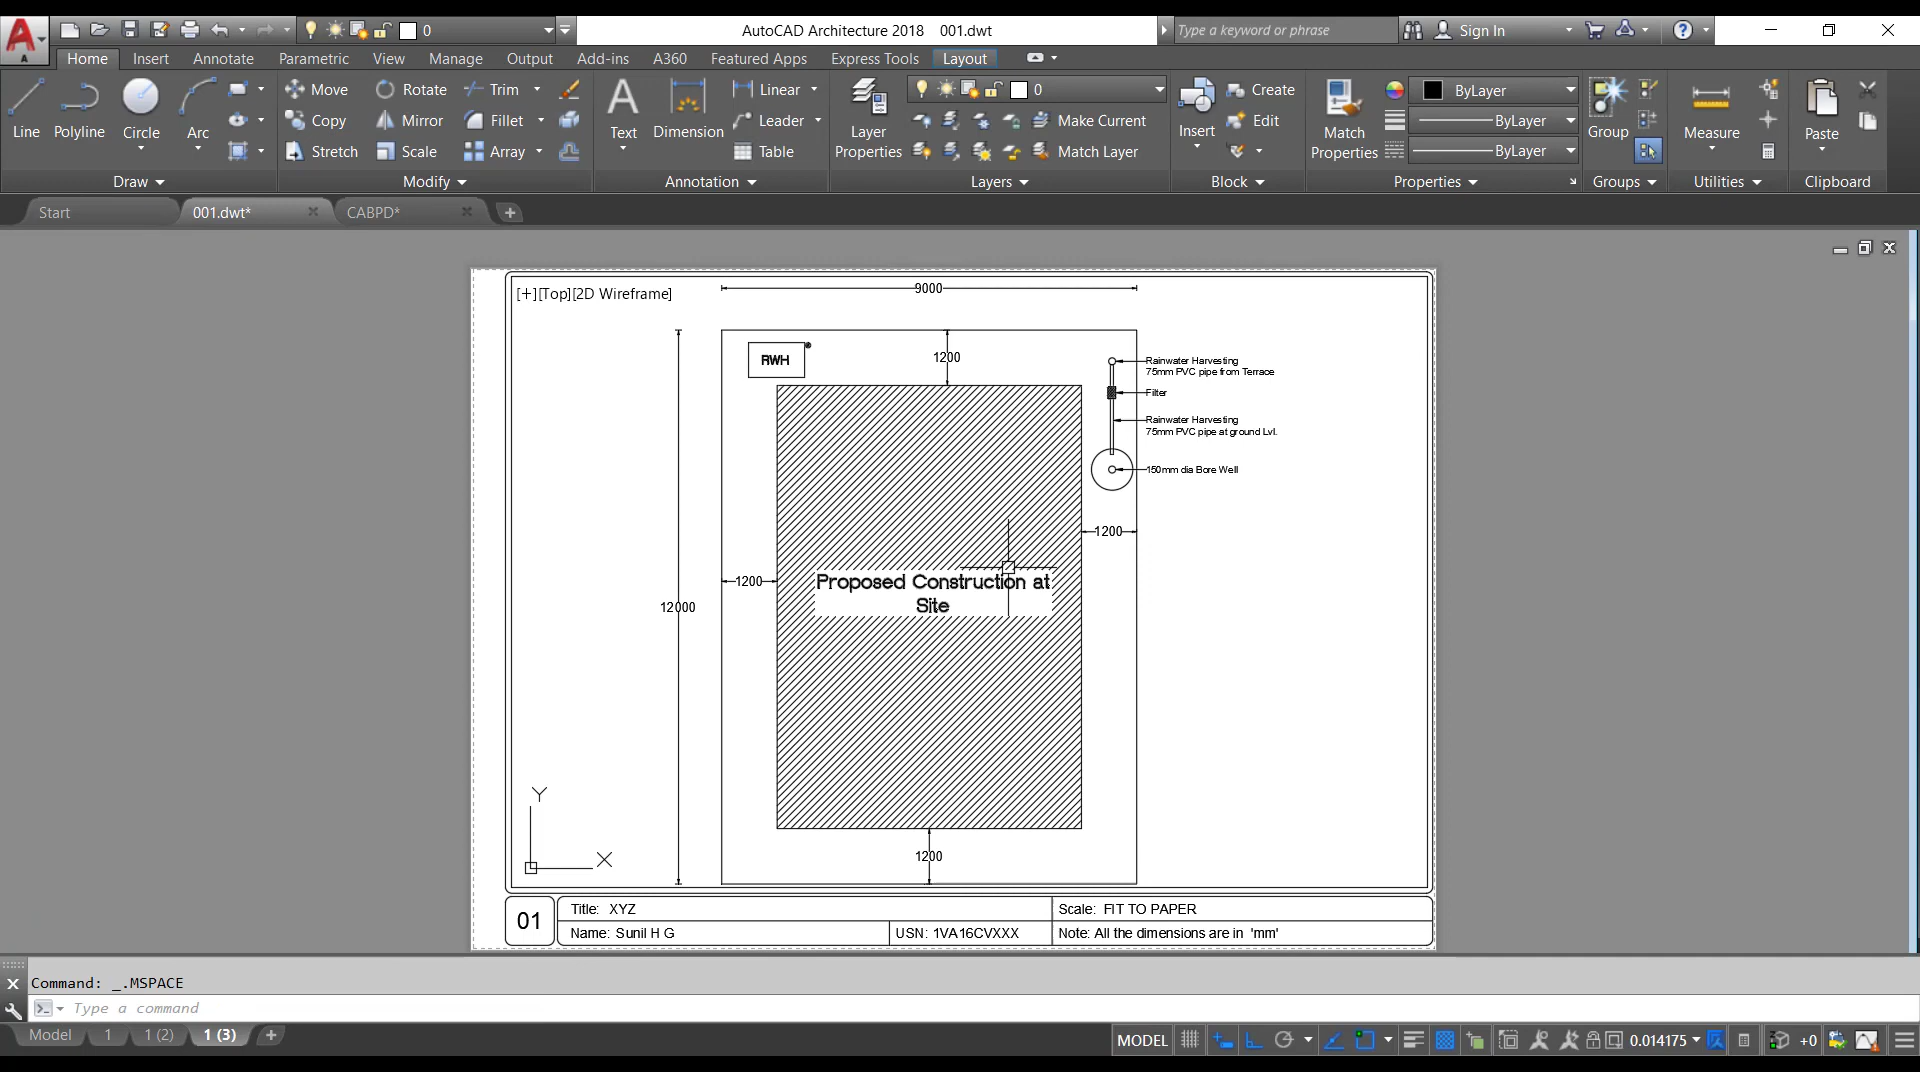 AutoCAD Architecture 2018 001.dwt
0
Type a keyword or phrase
Sign In
Home Insert Annotate Parametric View Manage Output Add-ins A360 Featured Apps Express Tools Layout
Line Polyline Circle Arc
Draw
Move Rotate Trim
Copy Mirror Fillet
Stretch Scale Array
Modify
Text Dimension
Linear
Leader
Table
Annotation
Layer
Properties
0
Make Current
Match Layer
Layers
Insert
Create
Edit
Block
Match
Properties
ByLayer
ByLayer
ByLayer
Properties
Group
Groups
Measure
Utilities
Paste
Clipboard
Start 001.dwt* CABPD*
[+][Top][2D Wireframe]
9000
RWH
1200
Rainwater Harvesting
75mm PVC pipe from Terrace
Filter
Rainwater Harvesting
75mm PVC pipe at ground Lvl.
150mm dia Bore Well
1200
1200
Proposed Construction at
Site
12000
1200
Y
X
01
Title: XYZ
Scale: FIT TO PAPER
Name: Sunil H G
USN: 1VA16CVXXX
Note: All the dimensions are in 'mm'
Command: _.MSPACE
Type a command
Model 1 1 (2) 1 (3)
MODEL
0.014175
+0